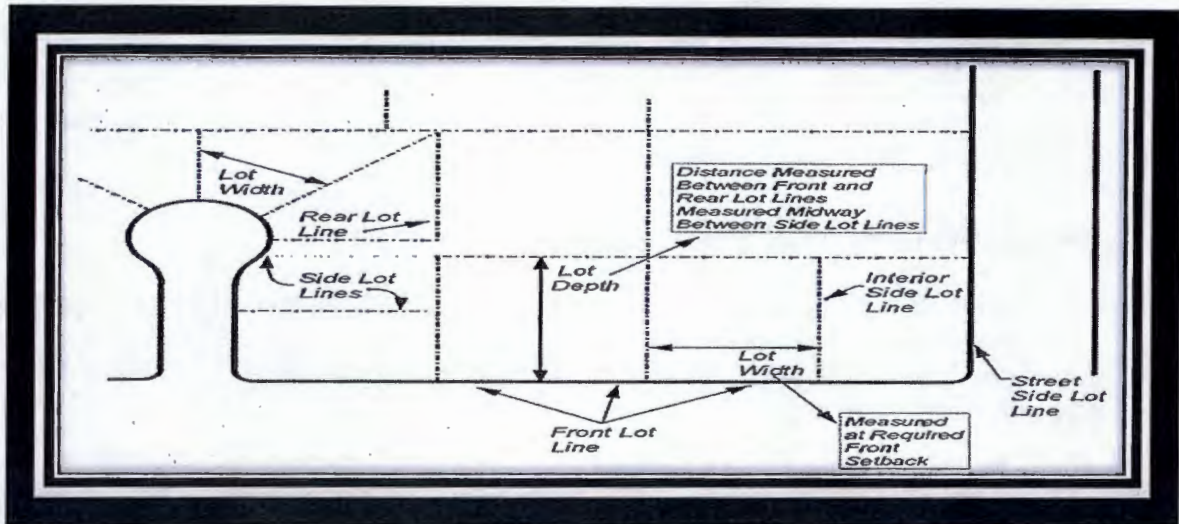 Lot
Width
Rear Lot
Line
Side Lot
Lines
Distance Measured
Between Front and
Rear Lot Lines
Measured Midway
Between Side Lot Lines
Lot
Depth
Interior
Side Lot
Line
Lot
Width
Front Lot
Line
Measured
at Required
Front
Setback
Street
Side Lot
Line